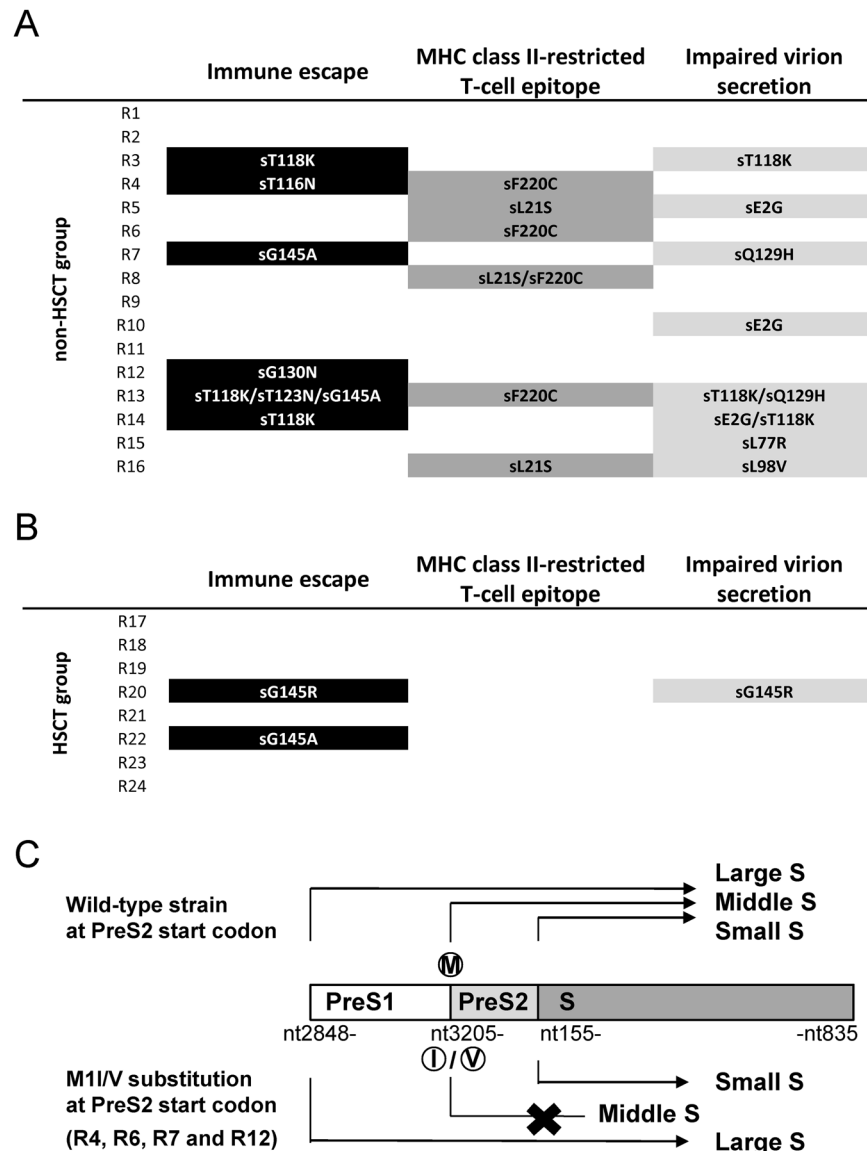 A
Immune escape
MHC class II-restricted
T-cell epitope
Impaired virion
secretion
non-HSCT group
R1
R2
R3 sT118K sT118K
R4 sT116N sF220C
R5 sL21S sE2G
R6 sF220C
R7 sG145A sQ129H
R8 sL21S/sF220C
R9
R10 sE2G
R11
R12 sG130N
R13 sT118K/sT123N/sG145A sF220C sT118K/sQ129H
R14 sT118K sE2G/sT118K
R15 sL77R
R16 sL21S sL98V
B
Immune escape
MHC class II-restricted
T-cell epitope
Impaired virion
secretion
HSCT group
R17
R18
R19
R20 sG145R sG145R
R21
R22 sG145A
R23
R24
C
Wild-type strain
at PreS2 start codon
Large S
Middle S
Small S
M
PreS1 PreS2 S
nt2848- nt3205- nt155- -nt835
I / V
M1I/V substitution
at PreS2 start codon
(R4, R6, R7 and R12)
Small S
Middle S
Large S